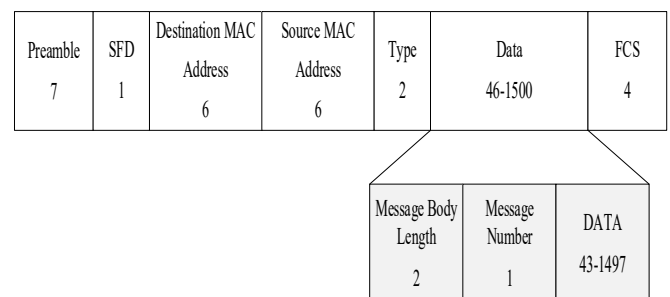 Preamble
7
SFD
1
Destination MAC
Address
6
Source MAC
Address
6
Type
2
Data
46-1500
FCS
4
Message Body
Length
2
Message
Number
1
DATA
43-1497